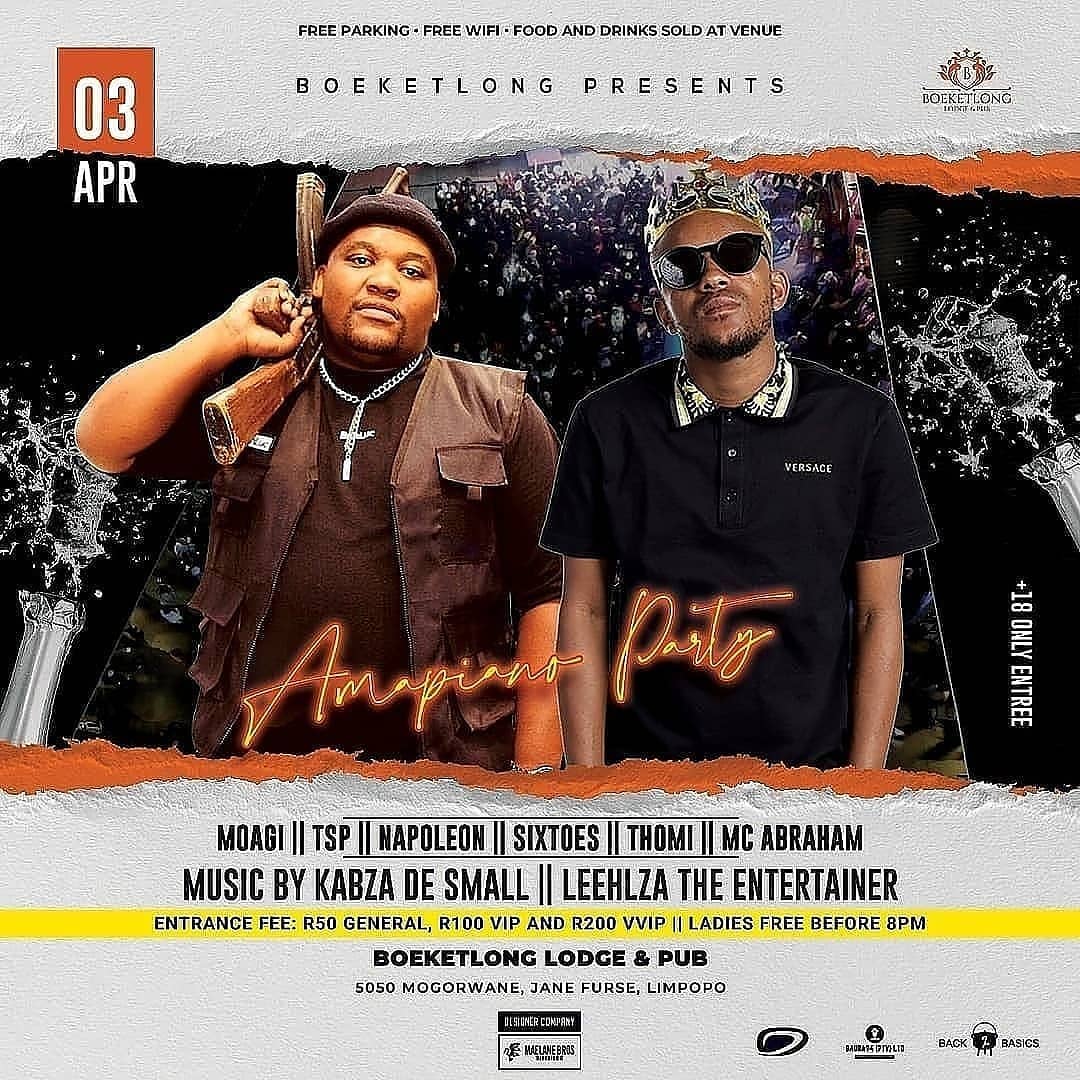 FREE PARKING • FREE WIFI • FOOD AND DRINKS SOLD AT VENUE
BOEKETLONG PRESENTS
B
BOEKETLONG
LODGE & PUB
03
APR
VERSACE
Amapiano Party
+18 ONLY ENTREE
MOAGI || TSP || NAPOLEON || SIXTOES || THOMI || MC ABRAHAM
MUSIC BY KABZA DE SMALL || LEEHLZA THE ENTERTAINER
ENTRANCE FEE: R50 GENERAL, R100 VIP AND R200 VVIP || LADIES FREE BEFORE 8PM
BOEKETLONG LODGE & PUB
5050 MOGORWANE, JANE FURSE, LIMPOPO
DESIGNER COMPANY
MAELANE BROS
BACK 2 BASICS